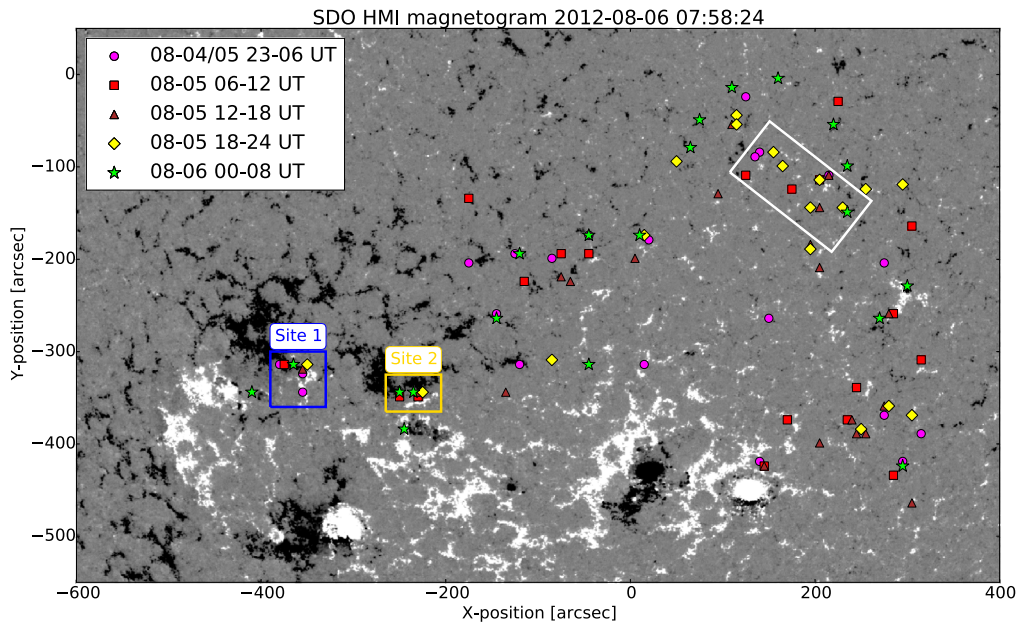 SDO HMI magnetogram 2012-08-06 07:58:24
08-04/05 23-06 UT
08-05 06-12 UT
08-05 12-18 UT
08-05 18-24 UT
08-06 00-08 UT
0
−100
−200
−300
−400
−500
Y-position [arcsec]
Site 1
Site 2
−600
−400
−200
0
200
400
X-position [arcsec]